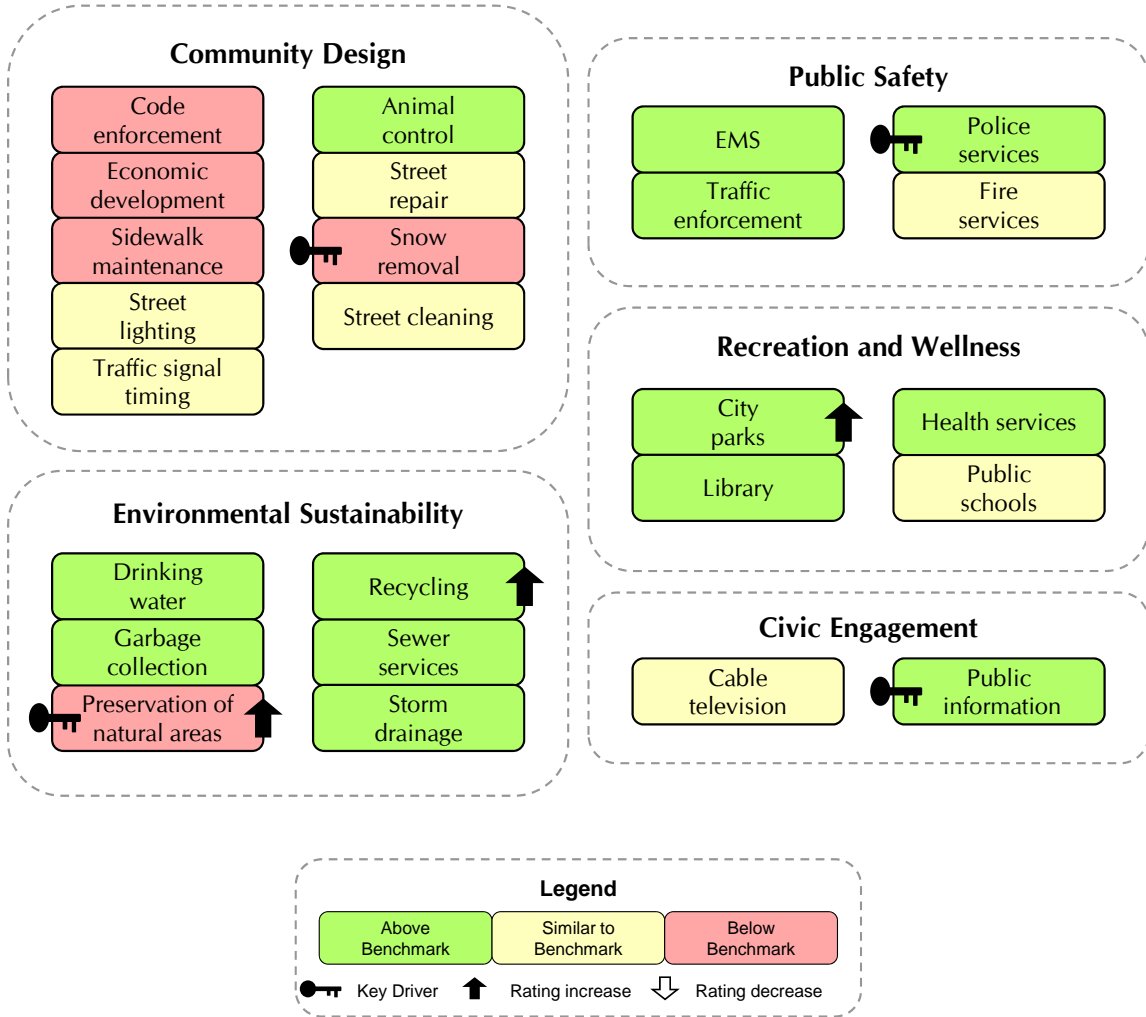 Community Design
Code
enforcement
Economic
development
Sidewalk
maintenance
Street
lighting
Traffic signal
timing
Animal
control
Street
repair
Snow
removal
Street cleaning
Public Safety
EMS
Traffic
enforcement
Police
services
Fire
services
Recreation and Wellness
City
parks
Library
Health services
Public
schools
Environmental Sustainability
Drinking
water
Garbage
collection
Preservation of
natural areas
Recycling
Sewer
services
Storm
drainage
Civic Engagement
Cable
television
Public
information
Legend
Above
Benchmark
Similar to
Benchmark
Below
Benchmark
Key Driver
Rating increase
Rating decrease